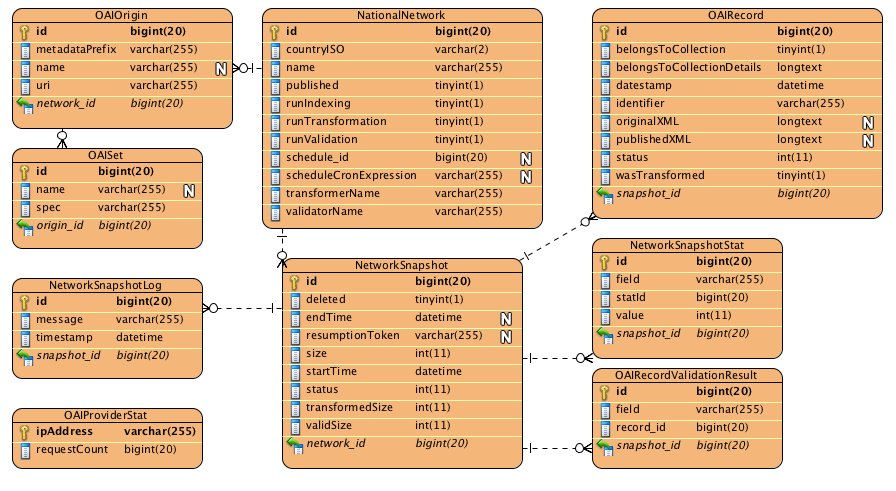 OAIOrigin
id bigint(20)
metadataPrefix varchar(255)
name varchar(255) N
uri varchar(255)
network_id bigint(20)
OAISet
id bigint(20)
name varchar(255) N
spec varchar(255)
origin_id bigint(20)
NetworkSnapshotLog
id bigint(20)
message varchar(255)
timestamp datetime
snapshot_id bigint(20)
OAIProviderStat
ipAddress varchar(255)
requestCount bigint(20)
NationalNetwork
id bigint(20)
countryISO varchar(2)
name varchar(255)
published tinyint(1)
runIndexing tinyint(1)
runTransformation tinyint(1)
runValidation tinyint(1)
schedule_id bigint(20) N
scheduleCronExpression varchar(255) N
transformerName varchar(255)
validatorName varchar(255)
NetworkSnapshot
id bigint(20)
deleted tinyint(1)
endTime datetime N
resumptionToken varchar(255) N
size int(11)
startTime datetime
status int(11)
transformedSize int(11)
validSize int(11)
network_id bigint(20)
OAIRecord
id bigint(20)
belongsToCollection tinyint(1)
belongsToCollectionDetails longtext
datestamp datetime
identifier varchar(255)
originalXML longtext N
publishedXML longtext N
status int(11)
wasTransformed tinyint(1)
snapshot_id bigint(20)
NetworkSnapshotStat
id bigint(20)
field varchar(255)
statId bigint(20)
value int(11)
snapshot_id bigint(20)
OAIRecordValidationResult
id bigint(20)
field varchar(255)
record_id bigint(20)
snapshot_id bigint(20)